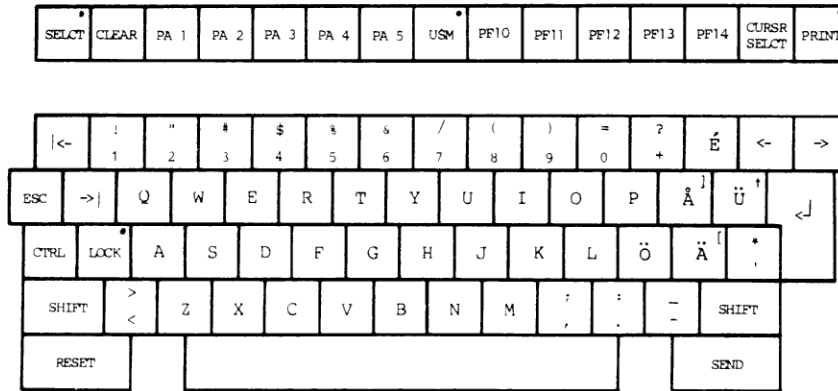 SELCT CLEAR PA 1 PA 2 PA 3 PA 4 PA 5 USM PF10 PF11 PF12 PF13 PF14 CURSR SELCT PRINT
|<- ! 1 " 2 # 3 $ 4 % 5 & 6 / 7 ( 8 ) 9 = 0 ? + É <- ->
ESC ->| Q W E R T Y U I O P Å ] Ü ↑ ↵
CTRL LOCK A S D F G H J K L Ö Ä [ * '
SHIFT > < Z X C V B N M ; , : . _ - SHIFT
RESET SEND